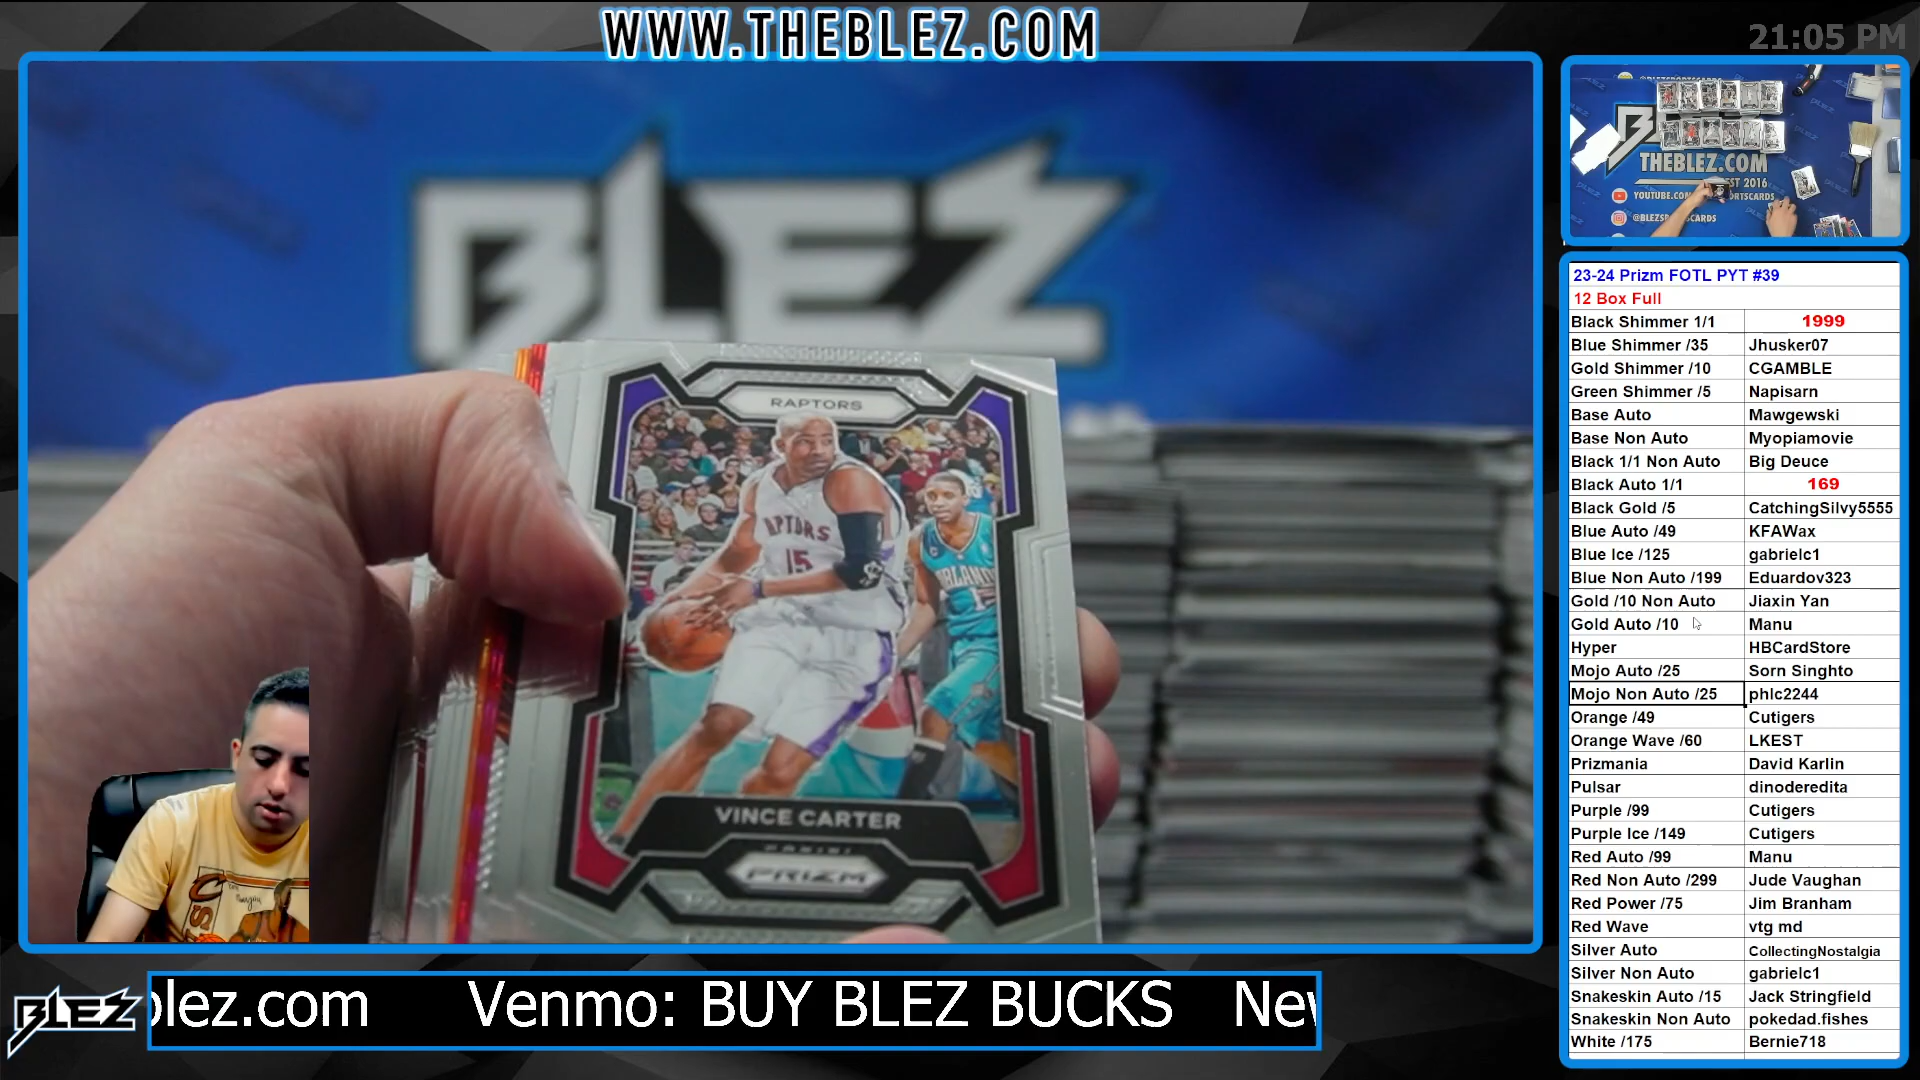 WWW.THEBLEZ.COM
21:05 PM
BLEZ
RAPTORS
RAPTORS
15
VINCE CARTER
PANINI
PRIZM
THEBLEZ.COM
EST 2016
23-24 Prizm FOTL PYT #39
12 Box Full
Black Shimmer 1/1 1999
Blue Shimmer /35 Jhusker07
Gold Shimmer /10 CGAMBLE
Green Shimmer /5 Napisarn
Base Auto Mawgewski
Base Non Auto Myopiamovie
Black 1/1 Non Auto Big Deuce
Black Auto 1/1 169
Black Gold /5 CatchingSilvy5555
Blue Auto /49 KFAWax
Blue Ice /125 gabrielc1
Blue Non Auto /199 Eduardov323
Gold /10 Non Auto Jiaxin Yan
Gold Auto /10 Manu
Hyper HBCardStore
Mojo Auto /25 Sorn Singhto
Mojo Non Auto /25 phlc2244
Orange /49 Cutigers
Orange Wave /60 LKEST
Prizmania David Karlin
Pulsar dinoderedita
Purple /99 Cutigers
Purple Ice /149 Cutigers
Red Auto /99 Manu
Red Non Auto /299 Jude Vaughan
Red Power /75 Jim Branham
Red Wave vtg md
Silver Auto CollectingNostalgia
Silver Non Auto gabrielc1
Snakeskin Auto /15 Jack Stringfield
Snakeskin Non Auto pokedad.fishes
White /175 Bernie718
BLEZ
blez.com Venmo: BUY BLEZ BUCKS New